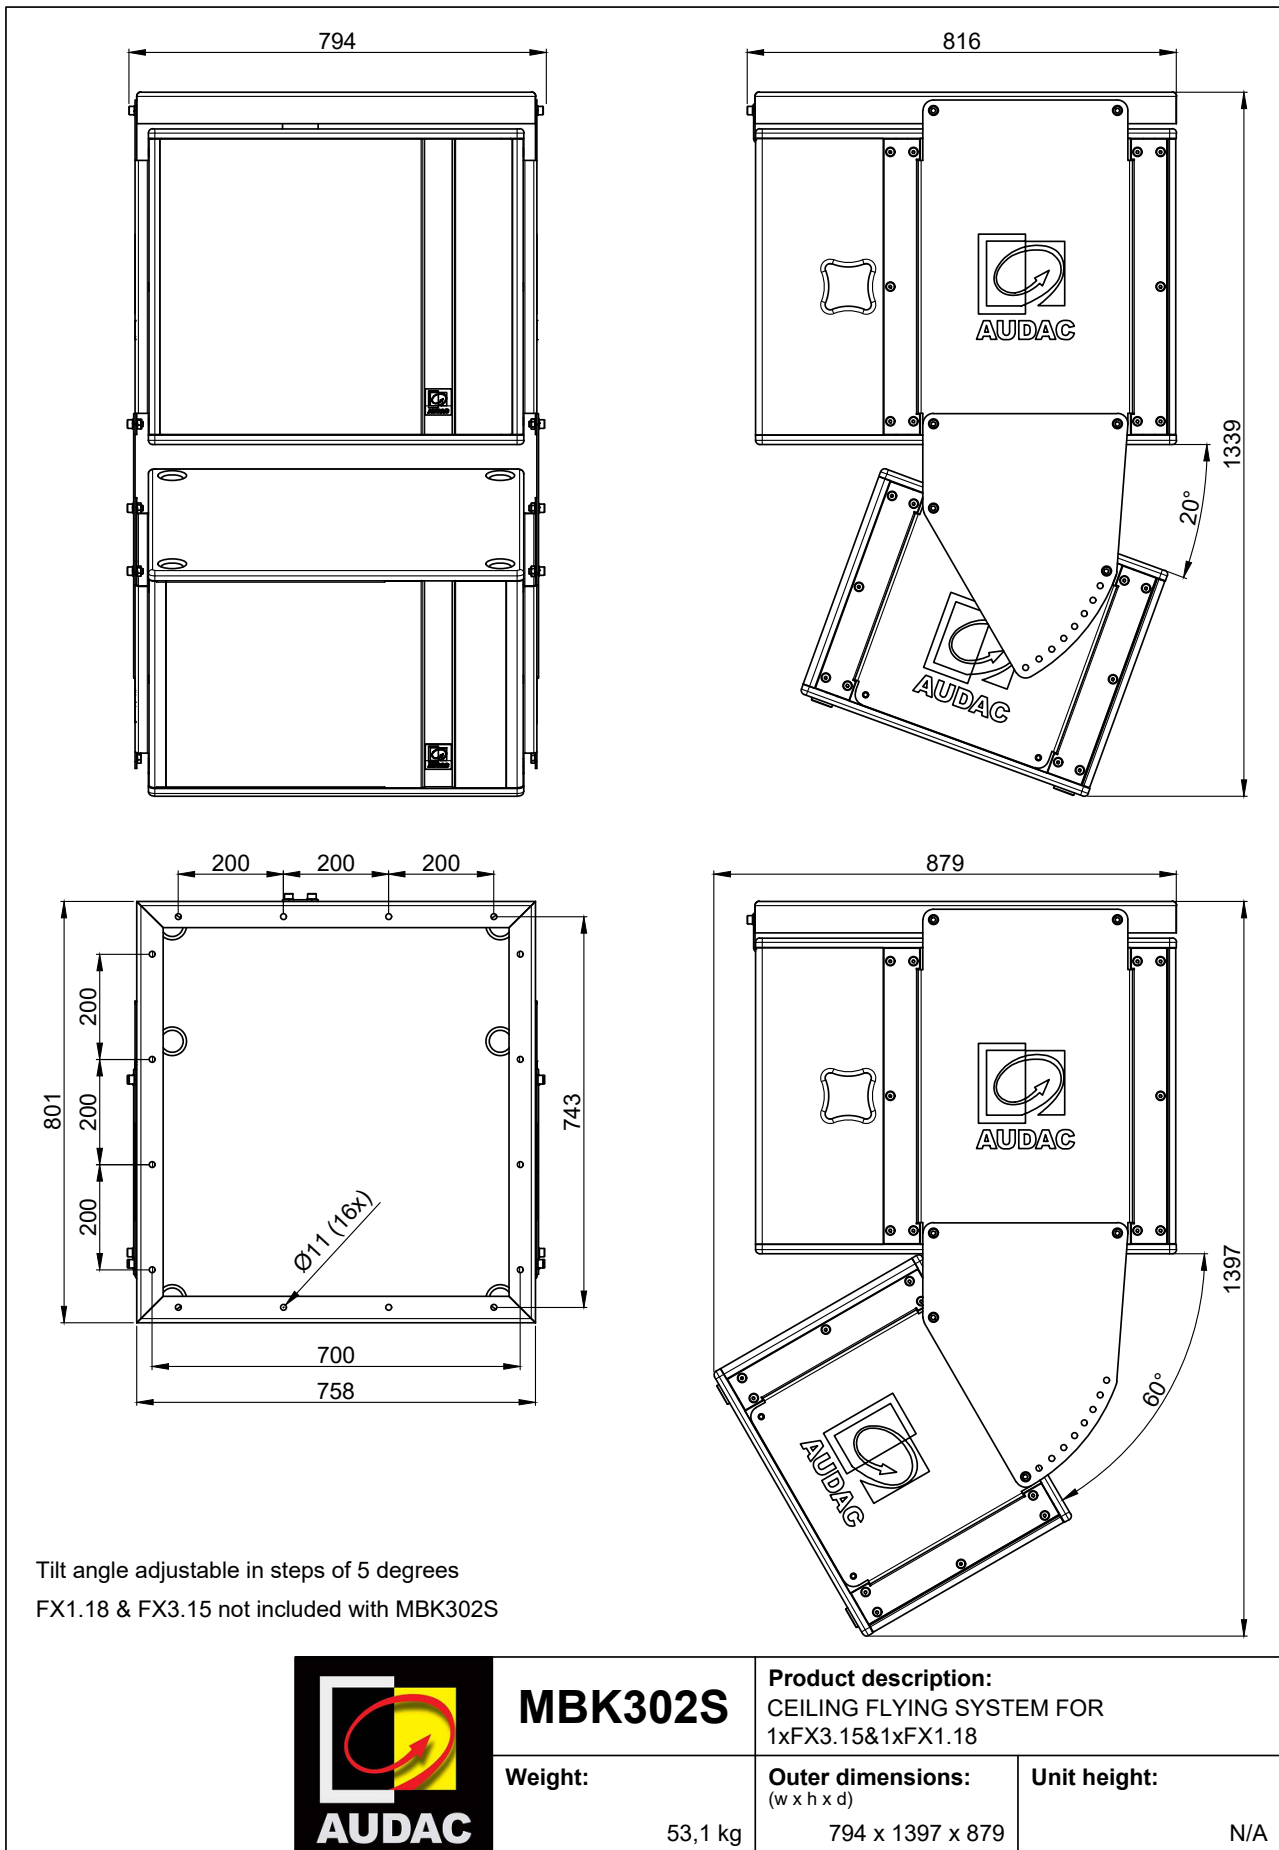 794
816
AUDAC
1339
20°
AUDAC
200 200 200
879
200
200
200
801
743
Ø11 (16x)
700
758
AUDAC
1397
60°
AUDAC
Tilt angle adjustable in steps of 5 degrees
FX1.18 & FX3.15 not included with MBK302S
AUDAC
MBK302S
Product description:
CEILING FLYING SYSTEM FOR
1xFX3.15&1xFX1.18
Weight:
53,1 kg
Outer dimensions:
(w x h x d)
794 x 1397 x 879
Unit height:
N/A